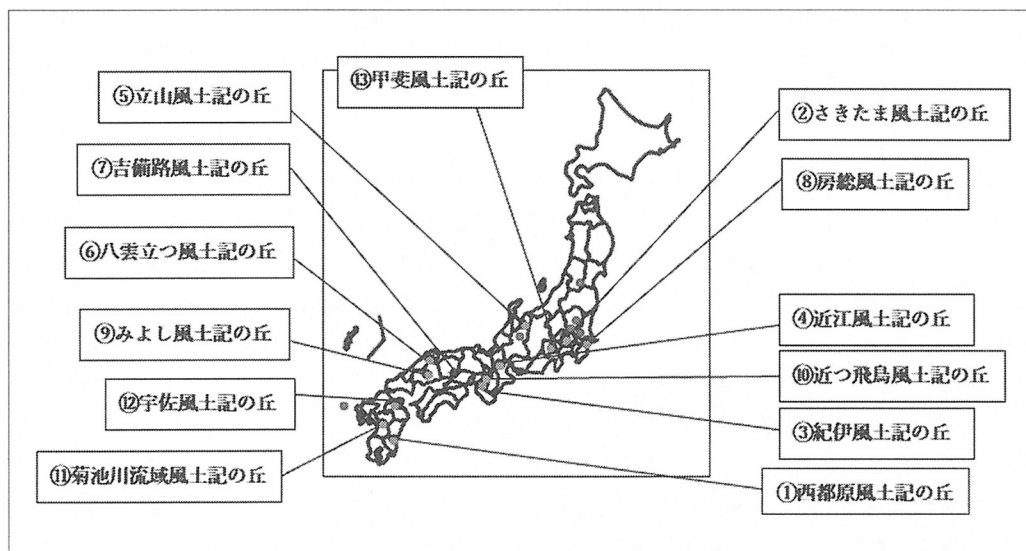 ⑬甲斐風土記の丘
⑤立山風土記の丘
②さきたま風土記の丘
⑦吉備路風土記の丘
⑧房総風土記の丘
⑥八雲立つ風土記の丘
④近江風土記の丘
⑨みよし風土記の丘
⑩近つ飛鳥風土記の丘
⑫宇佐風土記の丘
③紀伊風土記の丘
⑪菊池川流域風土記の丘
①西都原風土記の丘